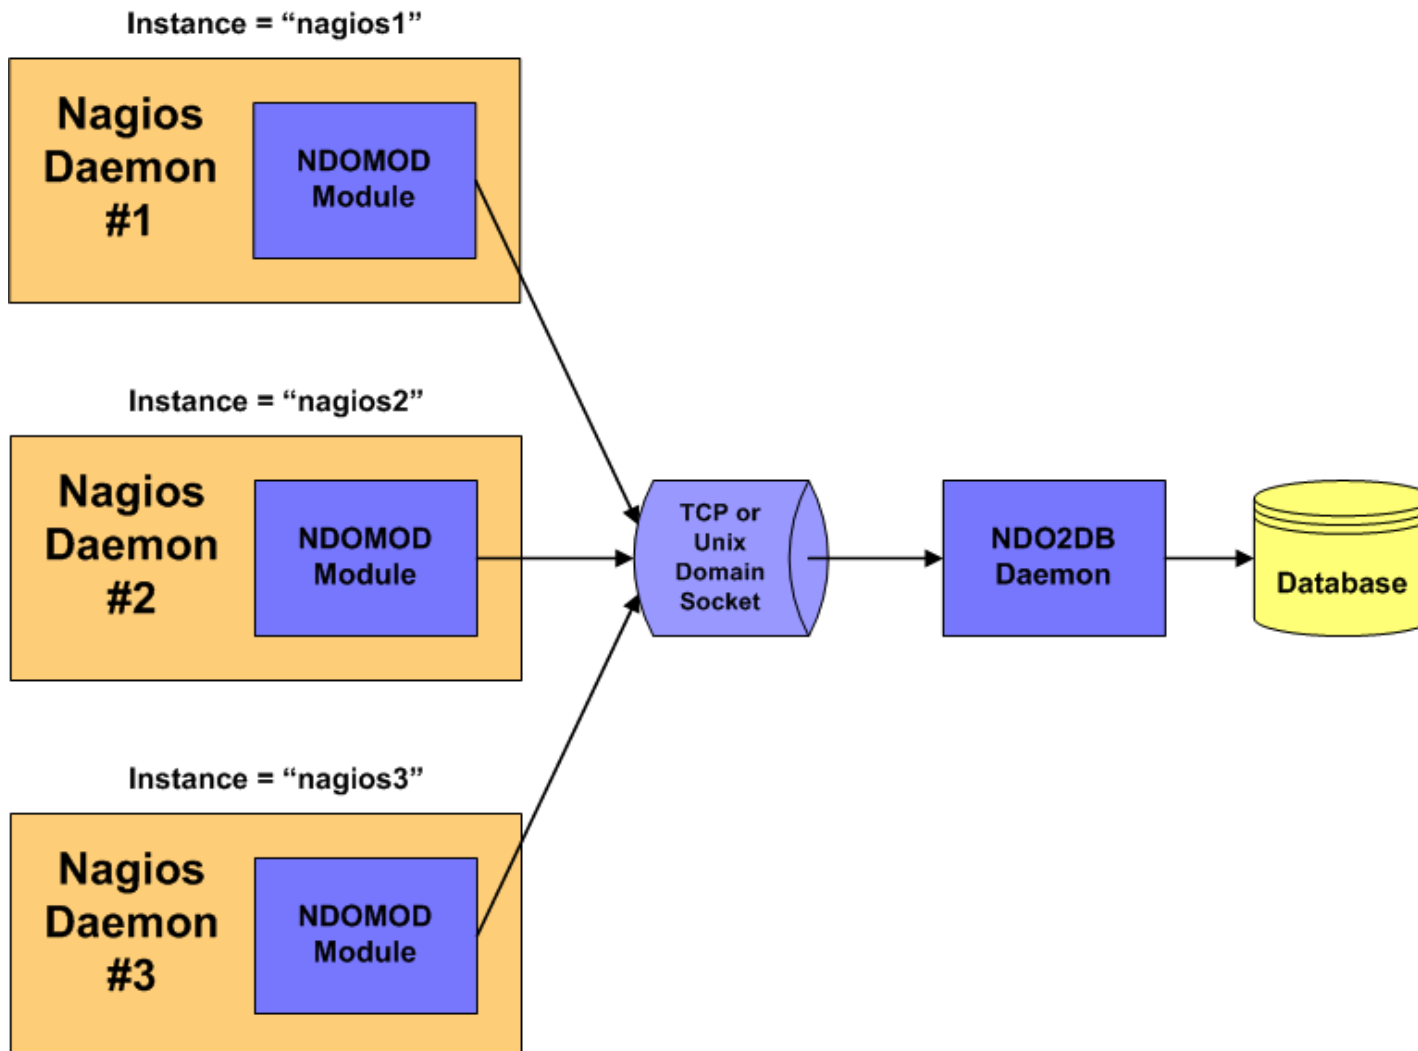 Instance = “nagios1”
Nagios
Daemon
#1
NDOMOD
Module
Instance = “nagios2”
Nagios
Daemon
#2
NDOMOD
Module
TCP or
Unix
Domain
Socket
NDO2DB
Daemon
Database
Instance = “nagios3”
Nagios
Daemon
#3
NDOMOD
Module